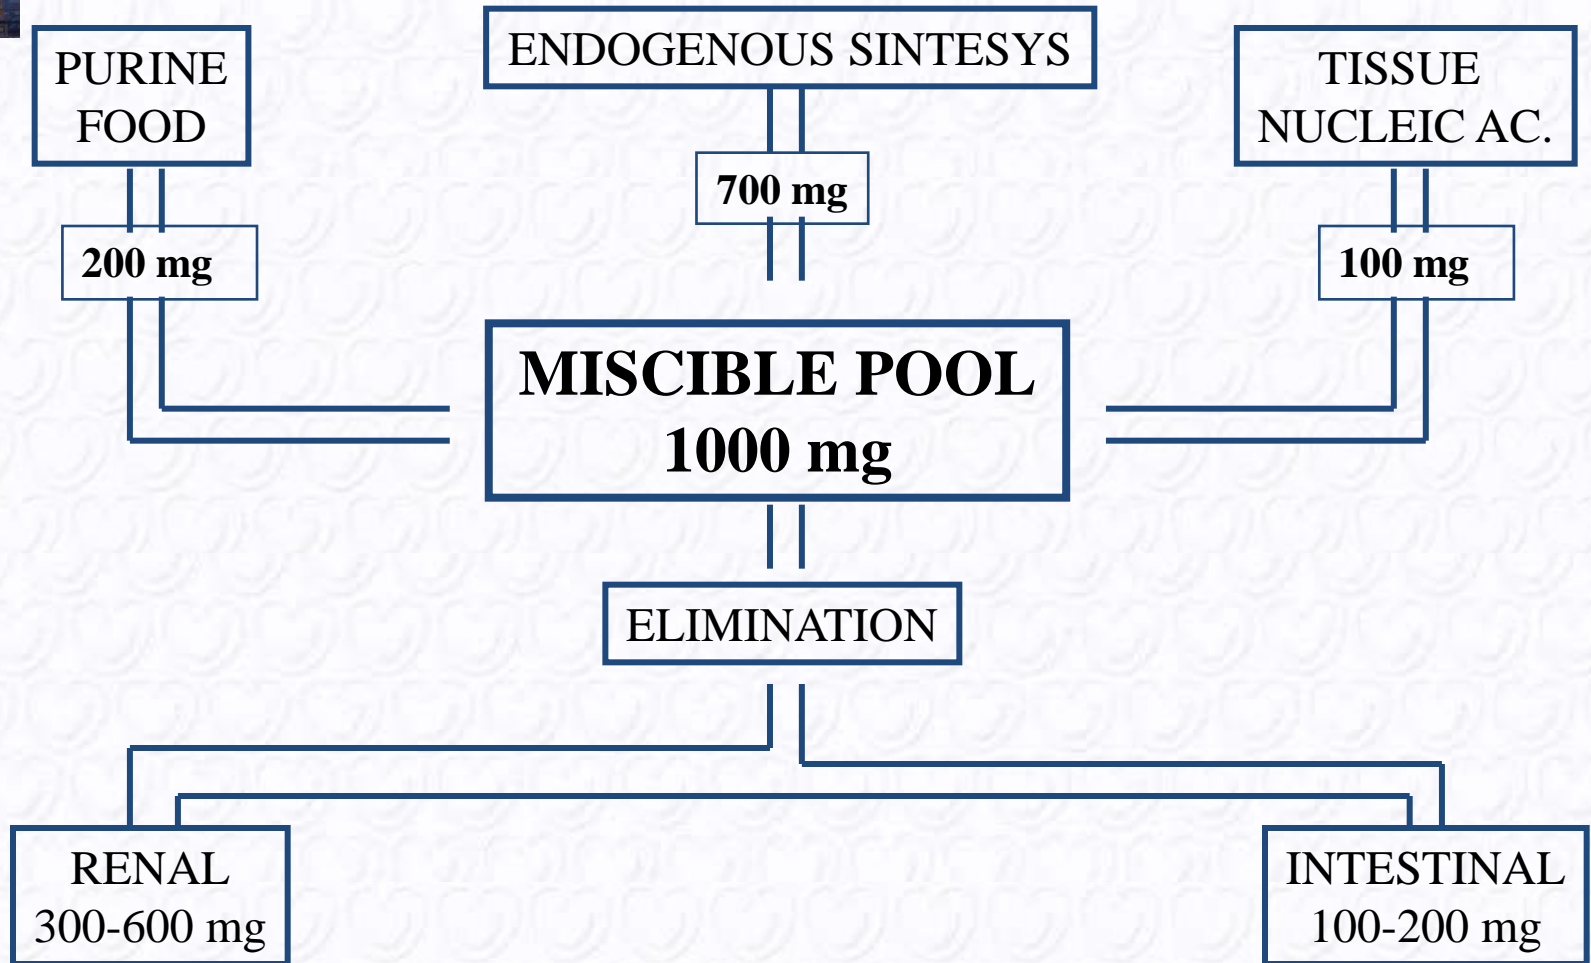 PURINE
FOOD
ENDOGENOUS SINTESYS
TISSUE
NUCLEIC AC.
200 mg
700 mg
100 mg
MISCIBLE POOL
1000 mg
ELIMINATION
RENAL
300-600 mg
INTESTINAL
100-200 mg